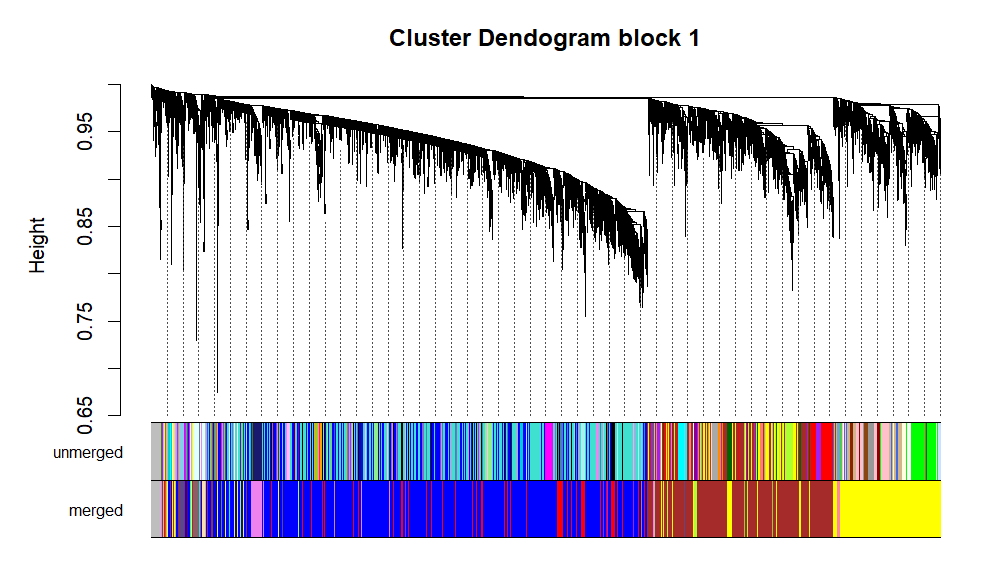 Cluster Dendogram block 1
Height
0.95
0.85
0.75
0.65
unmerged
merged